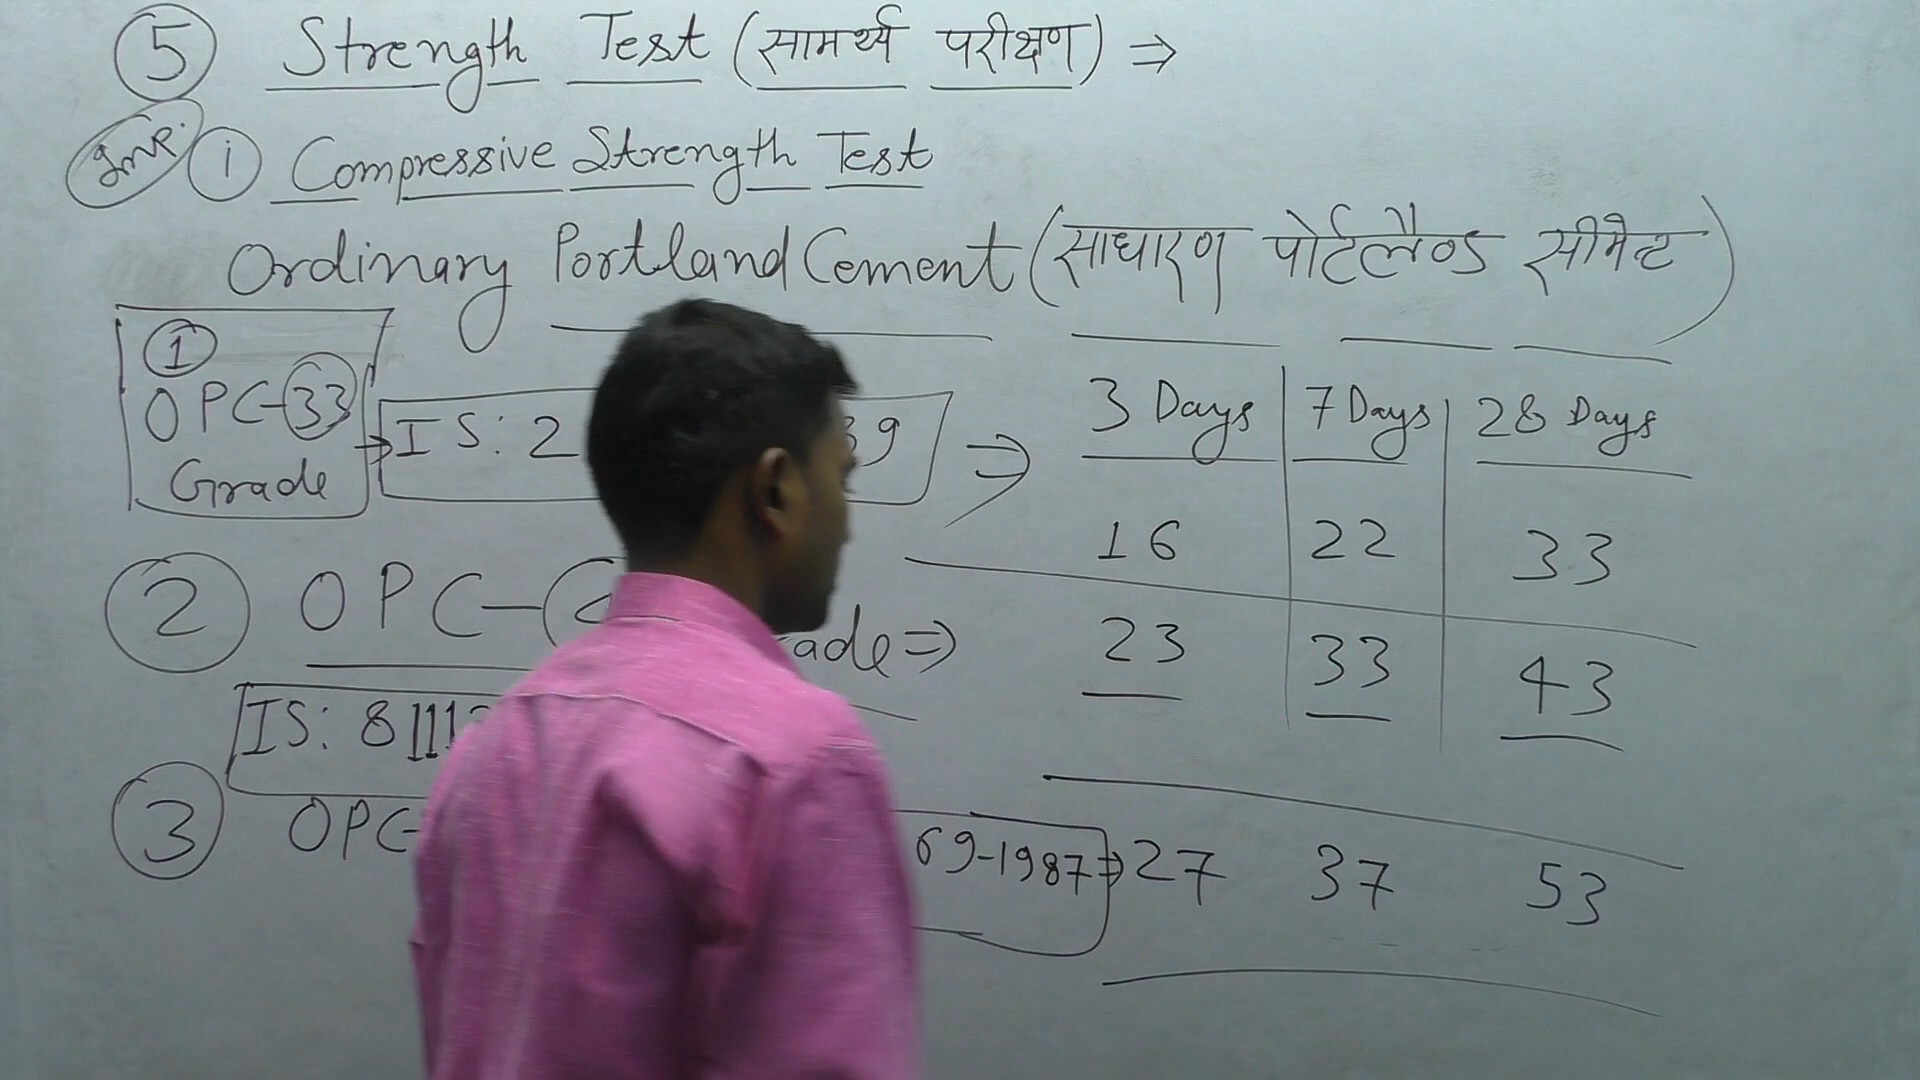 5 Strength Test (सामर्थ्य परीक्षण) ⇒
Imp. i Compressive Strength Test
Ordinary Portland Cement (साधारण पोर्टलैण्ड सीमेन्ट)
1
OPC-33
Grade
IS: 2 39 ⇒
3 Days 7 Days 28 Days
16 22 33
2 OPC- ade ⇒ 23 33 43
IS: 8111
3 OPC- 69-1987 ⇒ 27 37 53